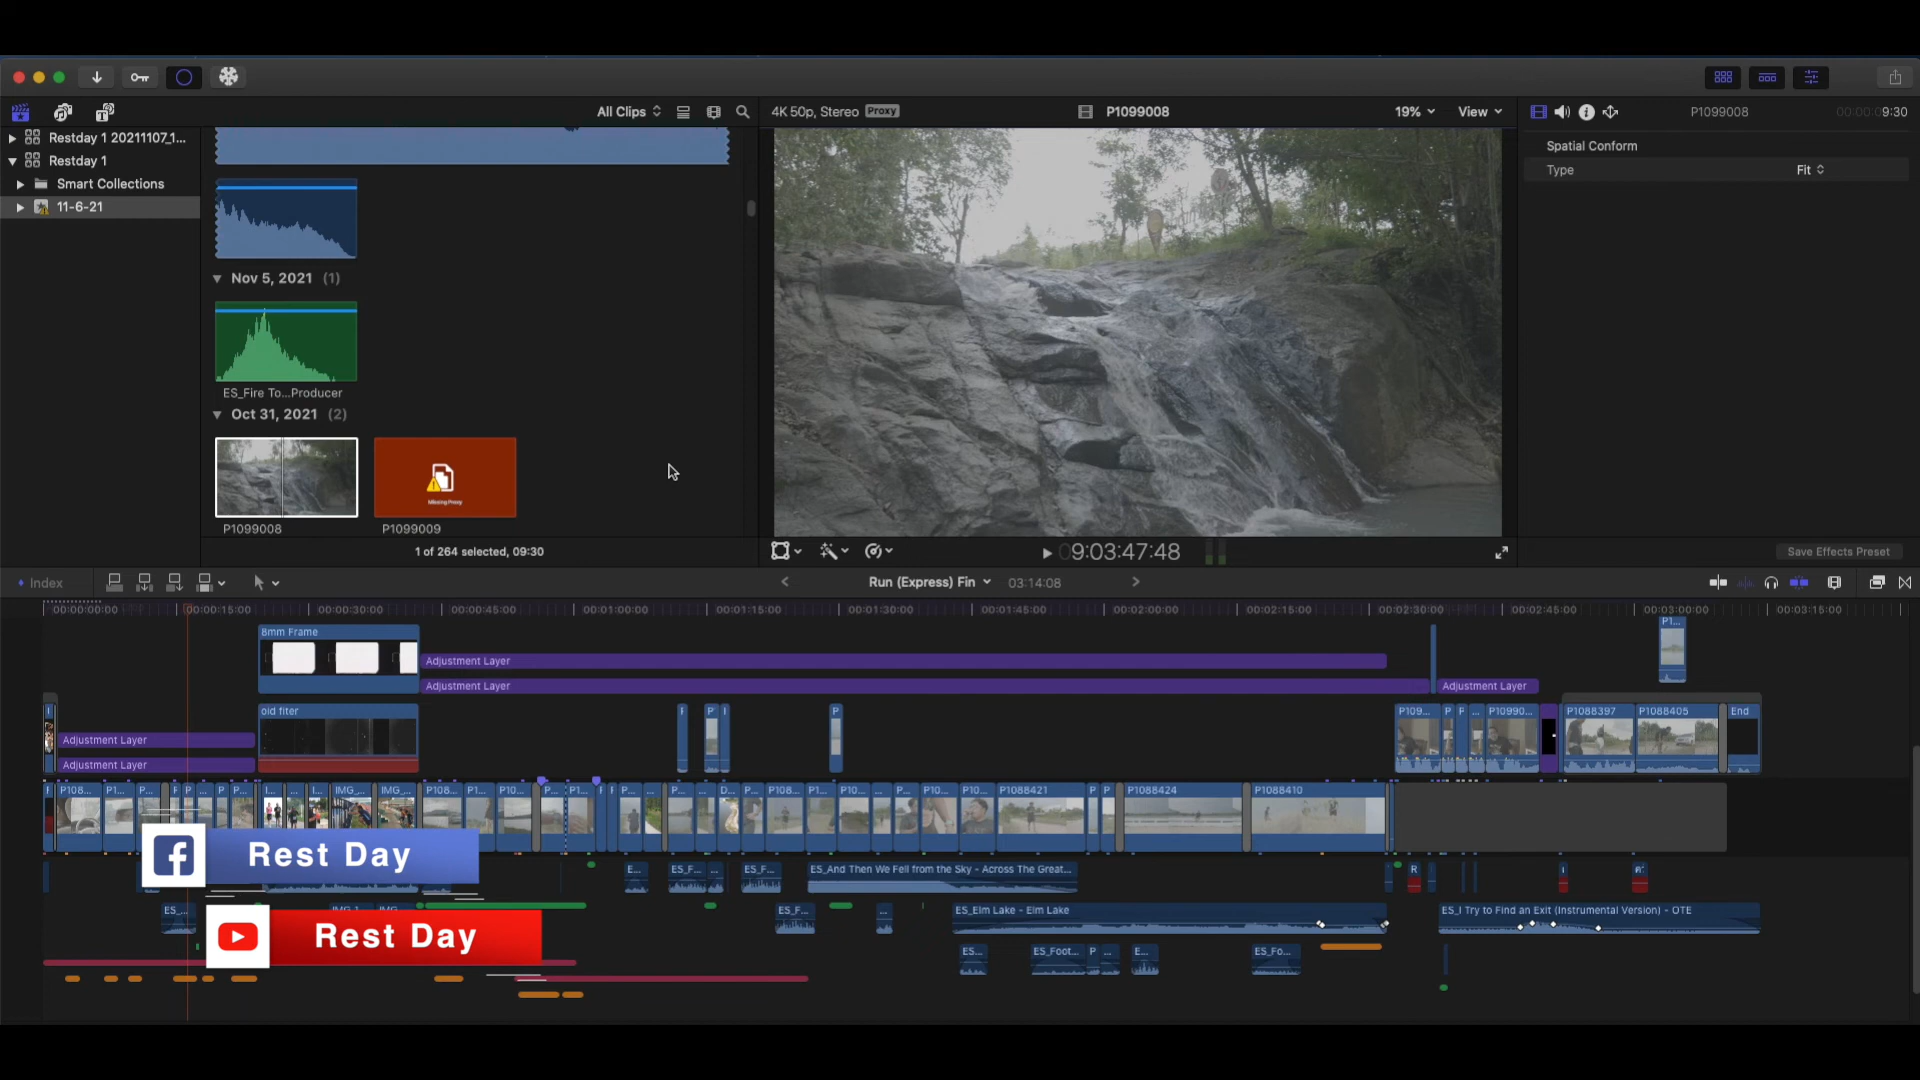 All Clips
4K 50p, Stereo Proxy
P1099008
19%
View
P1099008
00:00:09:30
Restday 1 20211107_1...
Restday 1
Smart Collections
11-6-21
Spatial Conform
Type
Fit
Nov 5, 2021 (1)
ES_Fire To...Producer
Oct 31, 2021 (2)
Missing Proxy
P1099008
P1099009
1 of 264 selected, 09:30
09:03:47:48
Save Effects Preset
Index
Run (Express) Fin
03:14:08
00:00:00:00
00:00:15:00
00:00:30:00
00:00:45:00
00:01:00:00
00:01:15:00
00:01:30:00
00:01:45:00
00:02:00:00
00:02:15:00
00:02:30:00
00:02:45:00
00:03:00:00
00:03:15:00
8mm Frame
P1...
Adjustment Layer
Adjustment Layer
Adjustment Layer
old fiter
P
P
P109...
P
P
...
P10990...
P1088397
P1088405
End
Adjustment Layer
Adjustment Layer
P108...
P1...
P...
P
P...
...
P...
P...
I...
...
I...
IMG_...
IMG_...
P108...
P1...
P10...
P...
P1...
P...
P...
...
D...
P...
P108...
P1...
P10...
...
P...
P10...
P10...
P1088421
P
P
P1088424
P1088410
Rest Day
E...
ES_F...
...
ES_F...
ES_And Then We Fell from the Sky - Across The Great...
R
ES_...
IMG_1...
IMG...
ES_F...
...
ES_Elm Lake - Elm Lake
ES_I Try to Find an Exit (Instrumental Version) - OTE
Rest Day
ES...
ES_Foot...
P
...
E...
ES_Fo...